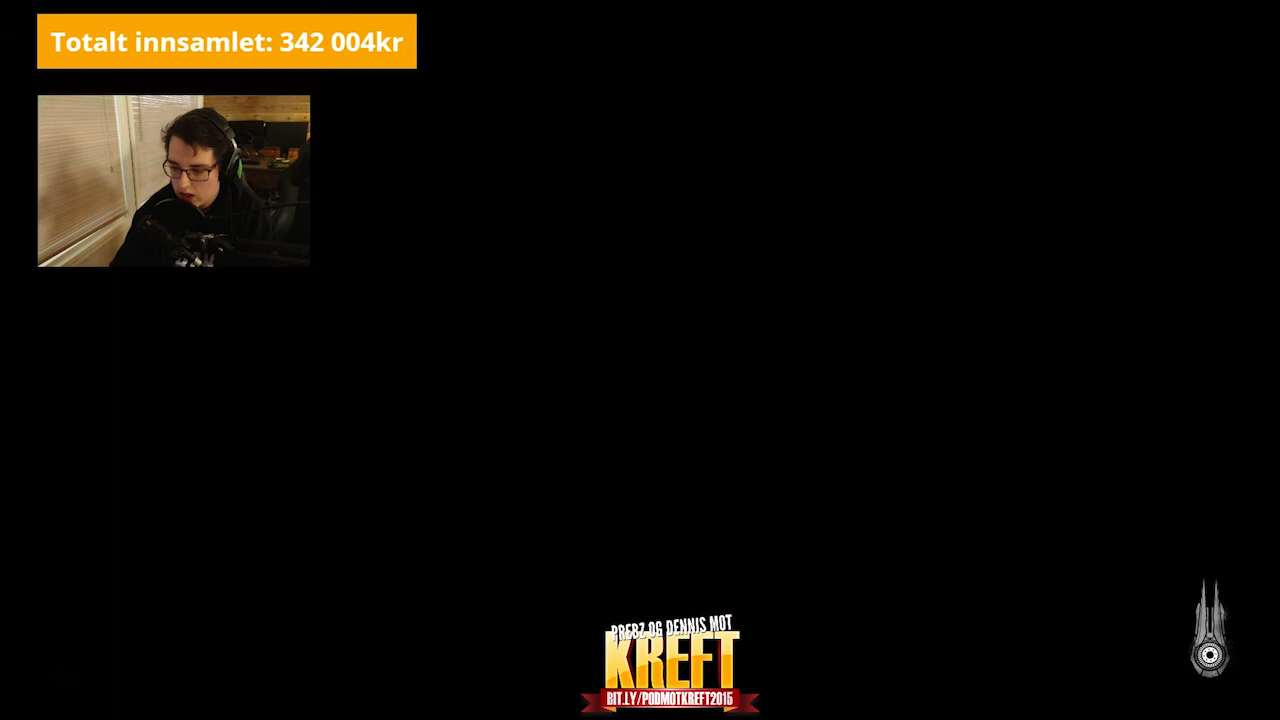 Totalt innsamlet: 342 004kr
PREBZ OG DENNIS MOT
KREFT
BIT.LY/PODMOTKREFT2015